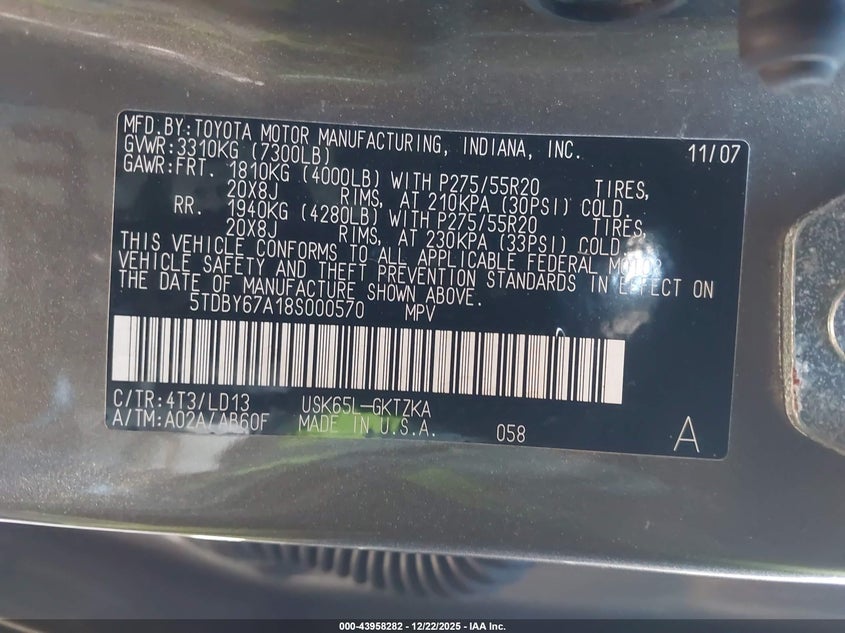 MFD.BY:TOYOTA MOTOR MANUFACTURING, INDIANA, INC. 11/07
GVWR:3310KG (7300LB)
GAWR:FRT. 1810KG (4000LB) WITH P275/55R20 TIRES,
20X8J RIMS, AT 210KPA (30PSI) COLD.
RR. 1940KG (4280LB) WITH P275/55R20 TIRES,
20X8J RIMS, AT 230KPA (33PSI) COLD.
THIS VEHICLE CONFORMS TO ALL APPLICABLE FEDERAL MOTOR
VEHICLE SAFETY AND THEFT PREVENTION STANDARDS IN EFFECT ON
THE DATE OF MANUFACTURE SHOWN ABOVE.
5TDBY67A18S000570 MPV
C/TR:4T3/LD13 USK65L-GKTZKA
A/TM:A02A/AB60F MADE IN U.S.A. 058 A
000-43958282 - 12/22/2025 - IAA Inc.